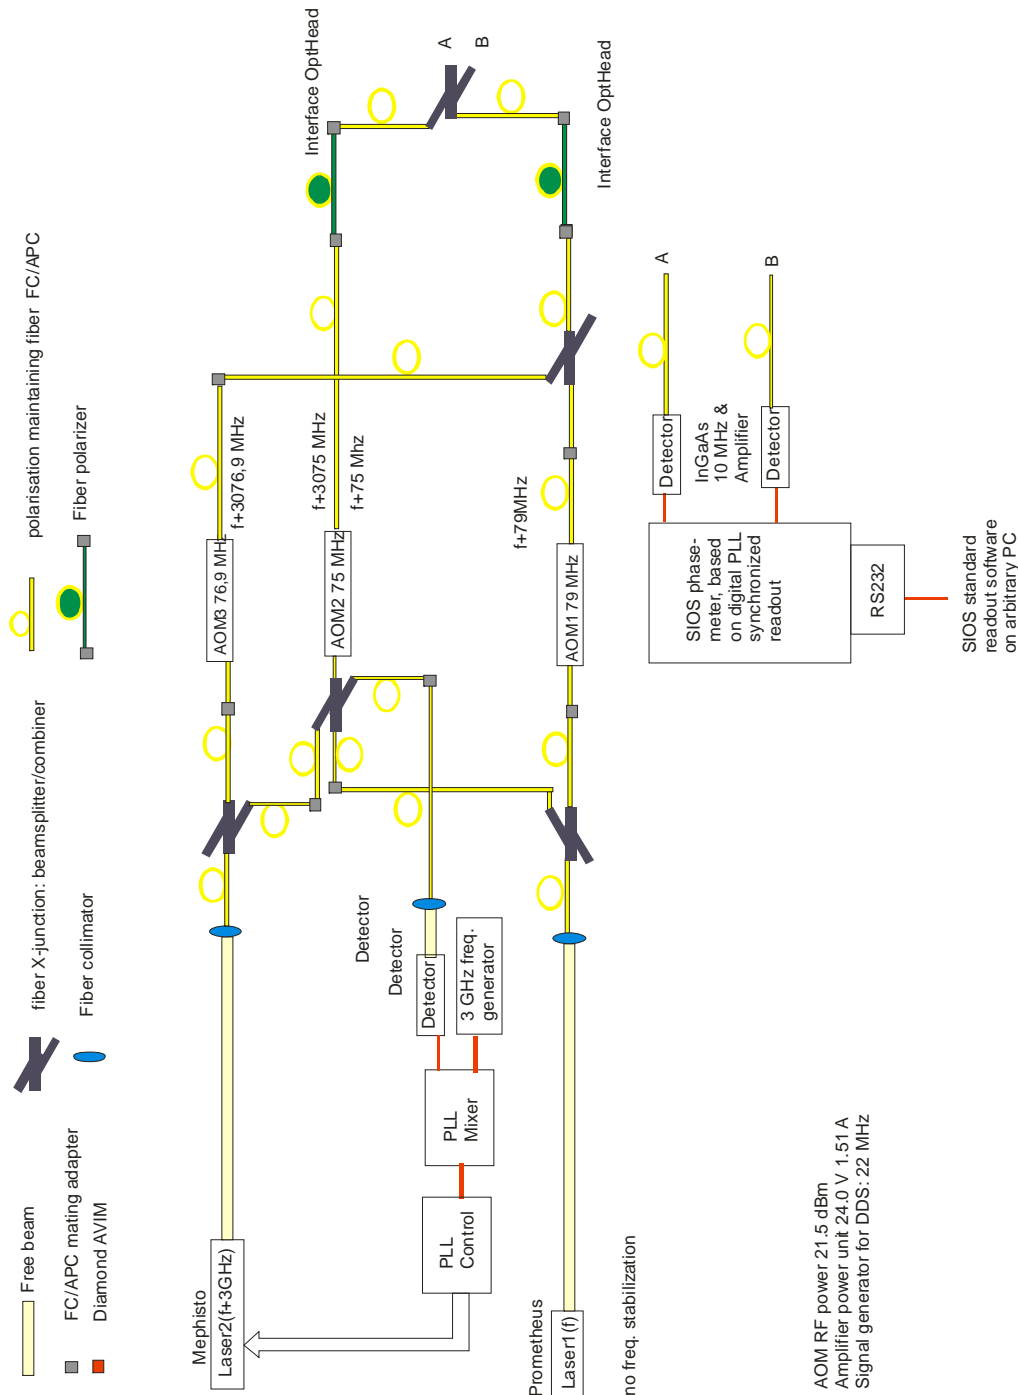 Free beam
FC/APC mating adapter
Diamond AVIM
fiber X-junction: beamsplitter/combiner
Fiber collimator
polarisation maintaining fiber FC/APC
Fiber polarizer
Mephisto
Laser2(f+3GHz)
AOM3 76,9 MHz
f+3076,9 MHz
AOM2 75 MHz
f+3075 MHz
f+75 Mhz
Interface OptHead
A
B
Interface OptHead
Detector
Detector
Detector
3 GHz freq.
generator
PLL
Mixer
PLL
Control
Prometheus
Laser1(f)
no freq. stabilization
AOM1 79 MHz
f+79MHz
SIOS phase-
meter, based
on digital PLL
synchronized
readout
RS232
Detector
InGaAs
10 MHz &
Amplifier
Detector
A
B
SIOS standard
readout software
on arbitrary PC
AOM RF power 21.5 dBm
Amplifier power unit 24.0 V 1.51 A
Signal generator for DDS: 22 MHz